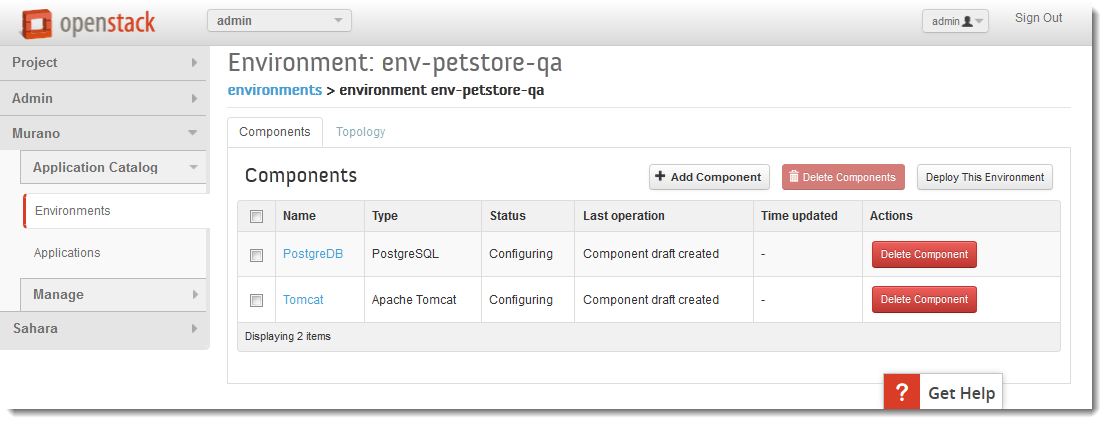 openstack
admin
admin
Sign Out
Project
Admin
Murano
Application Catalog
Environments
Applications
Manage
Sahara
Environment: env-petstore-qa
environments > environment env-petstore-qa
Components Topology
Components
+ Add Component Delete Components Deploy This Environment
Name Type Status Last operation Time updated Actions
PostgreDB PostgreSQL Configuring Component draft created - Delete Component
Tomcat Apache Tomcat Configuring Component draft created - Delete Component
Displaying 2 items
? Get Help